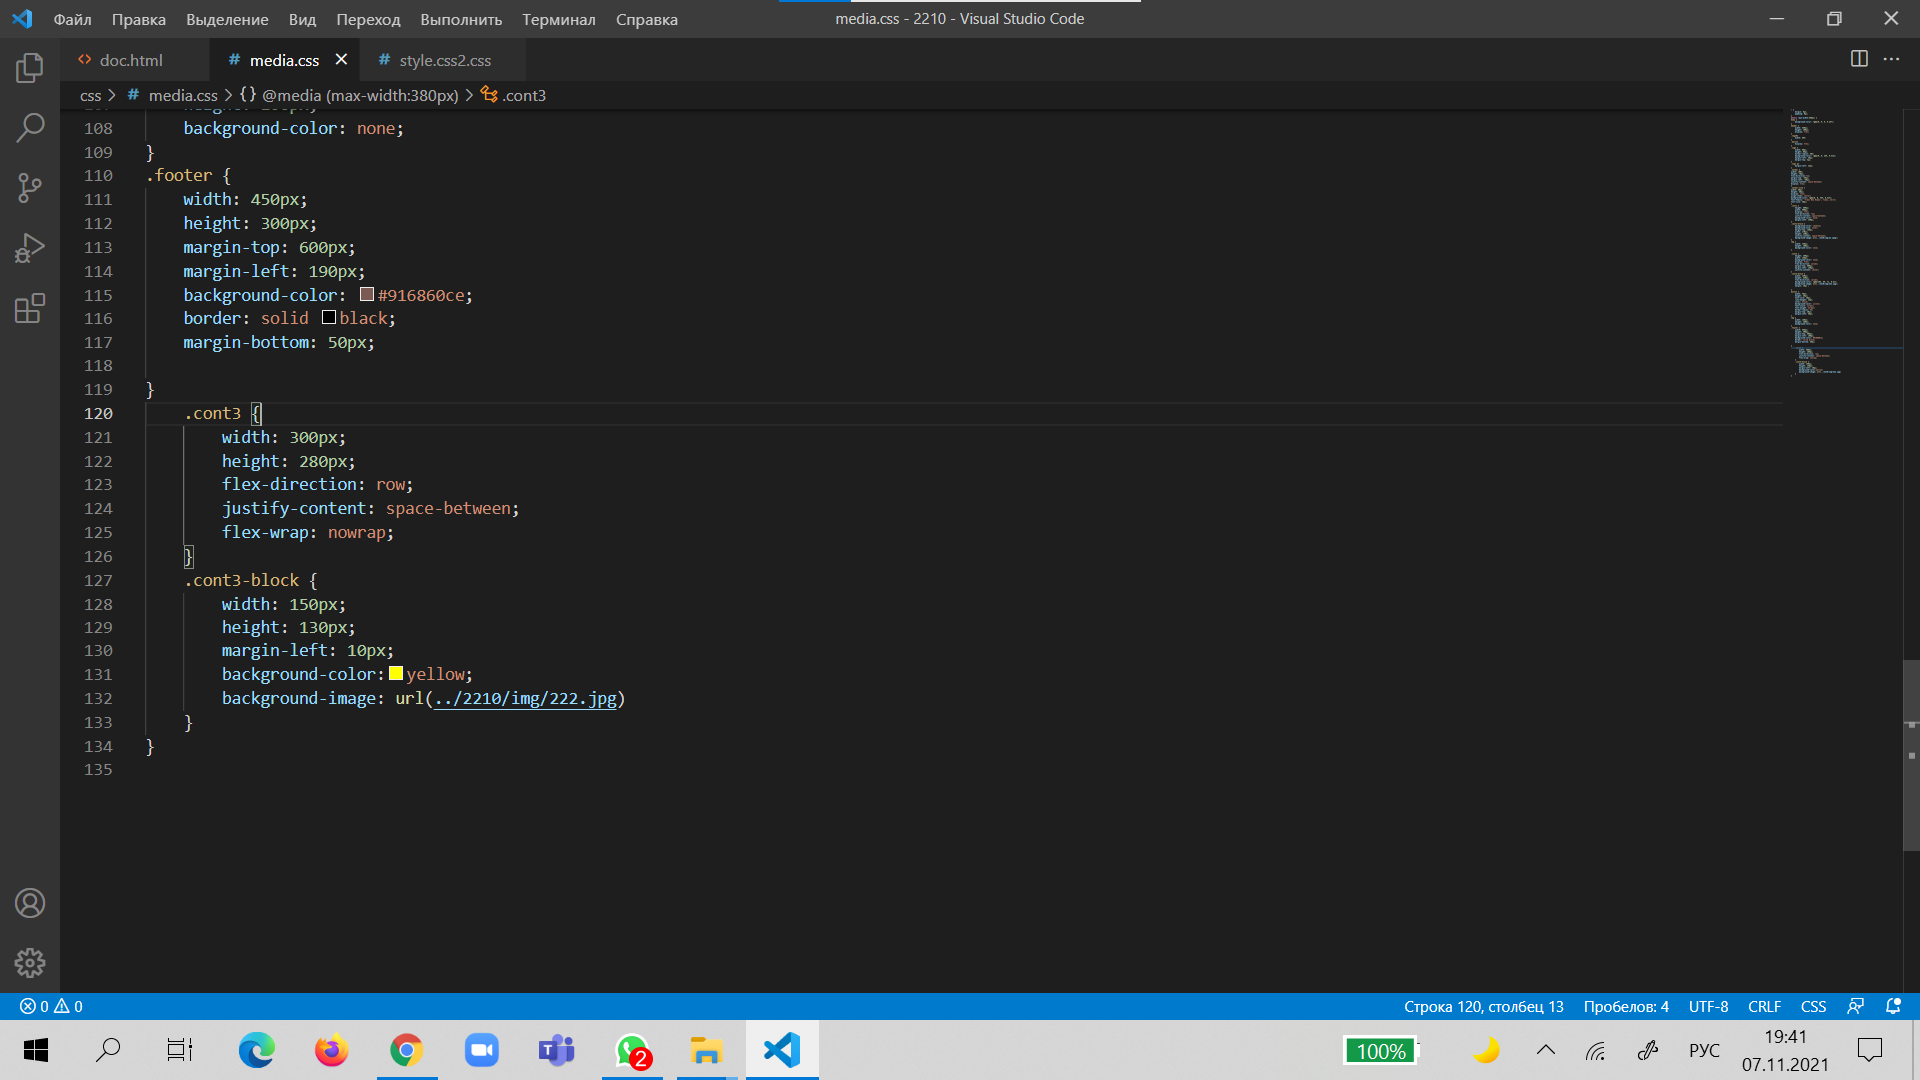 Файл Правка Выделение Вид Переход Выполнить Терминал Справка
media.css - 2210 - Visual Studio Code
doc.html
# media.css
# style.css2.css
css > # media.css > {} @media (max-width:380px) > .cont3
108 background-color: none;
109 }
110 .footer {
111 width: 450px;
112 height: 300px;
113 margin-top: 600px;
114 margin-left: 190px;
115 background-color: #916860ce;
116 border: solid black;
117 margin-bottom: 50px;
118
119 }
120 .cont3 {
121 width: 300px;
122 height: 280px;
123 flex-direction: row;
124 justify-content: space-between;
125 flex-wrap: nowrap;
126 }
127 .cont3-block {
128 width: 150px;
129 height: 130px;
130 margin-left: 10px;
131 background-color: yellow;
132 background-image: url(../2210/img/222.jpg)
133 }
134 }
135
0 0
Строка 120, столбец 13 Пробелов: 4 UTF-8 CRLF CSS
2
100%
РУС
19:41
07.11.2021